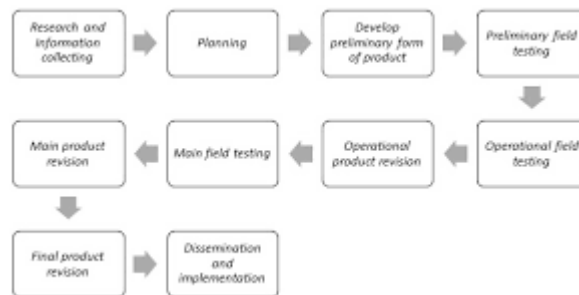 Research and
information
collecting
Planning
Develop
preliminary form
of product
Preliminary field
testing
Operational field
testing
Operational
product revision
Main field testing
Main product
revision
Final product
revision
Dissemination
and
implementation